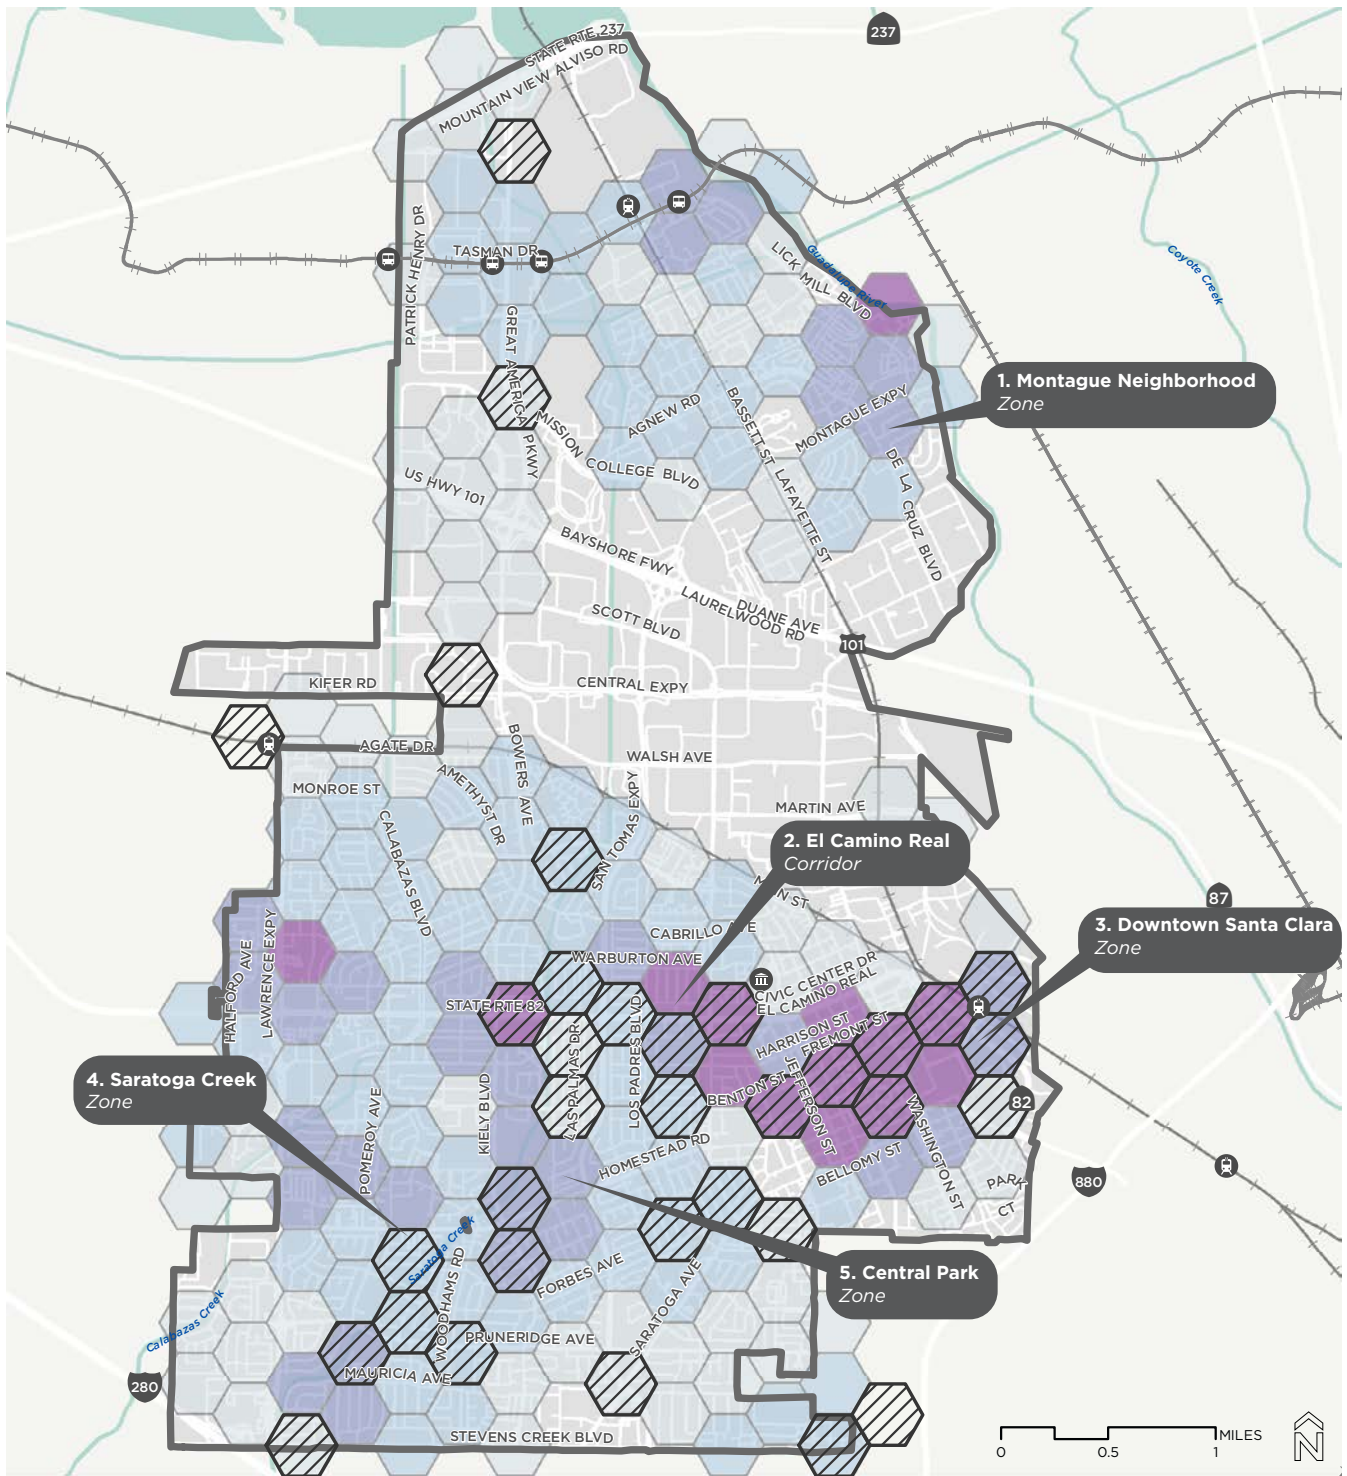 237
STATE RTE 237
MOUNTAIN VIEW ALVISO RD
PATRICK HENRY DR
TASMAN DR
LICK MILL BLVD
Guadalupe River
Coyote Creek
GREAT AMERICA PKWY
1. Montague Neighborhood
Zone
AGNEW RD
BASSETT ST
MONTAGUE EXPY
MISSION COLLEGE BLVD
US HWY 101
LAFAYETTE ST
DE LA CRUZ BLVD
BAYSHORE FWY
LAURELWOOD RD
DUANE AVE
SCOTT BLVD
101
KIFER RD
CENTRAL EXPY
AGATE DR
BOWERS AVE
WALSH AVE
MONROE ST
AMETHYST DR
SAN TOMAS EXPY
MARTIN AVE
CALABAZAS BLVD
2. El Camino Real
Corridor
87
3. Downtown Santa Clara
Zone
CABRILLO AVE
WARBURTON AVE
HALFORD AVE
LAWRENCE EXPY
CIVIC CENTER DR
EL CAMINO REAL
STATE RTE 82
HARRISON ST
FREMONT ST
LOS PADRES BLVD
LAS PALMAS DR
4. Saratoga Creek
Zone
BENTON ST
JEFFERSON ST
82
POMEROY AVE
KIELY BLVD
WASHINGTON ST
HOMESTEAD RD
BELLOMY ST
PARK CT
880
Saratoga Creek
WOODHAMS RD
FORBES AVE
SARATOGA AVE
5. Central Park
Zone
Calabazas Creek
PRUNERIDGE AVE
MAURICIA AVE
280
STEVENS CREEK BLVD
MILES
0 0.5 1
N